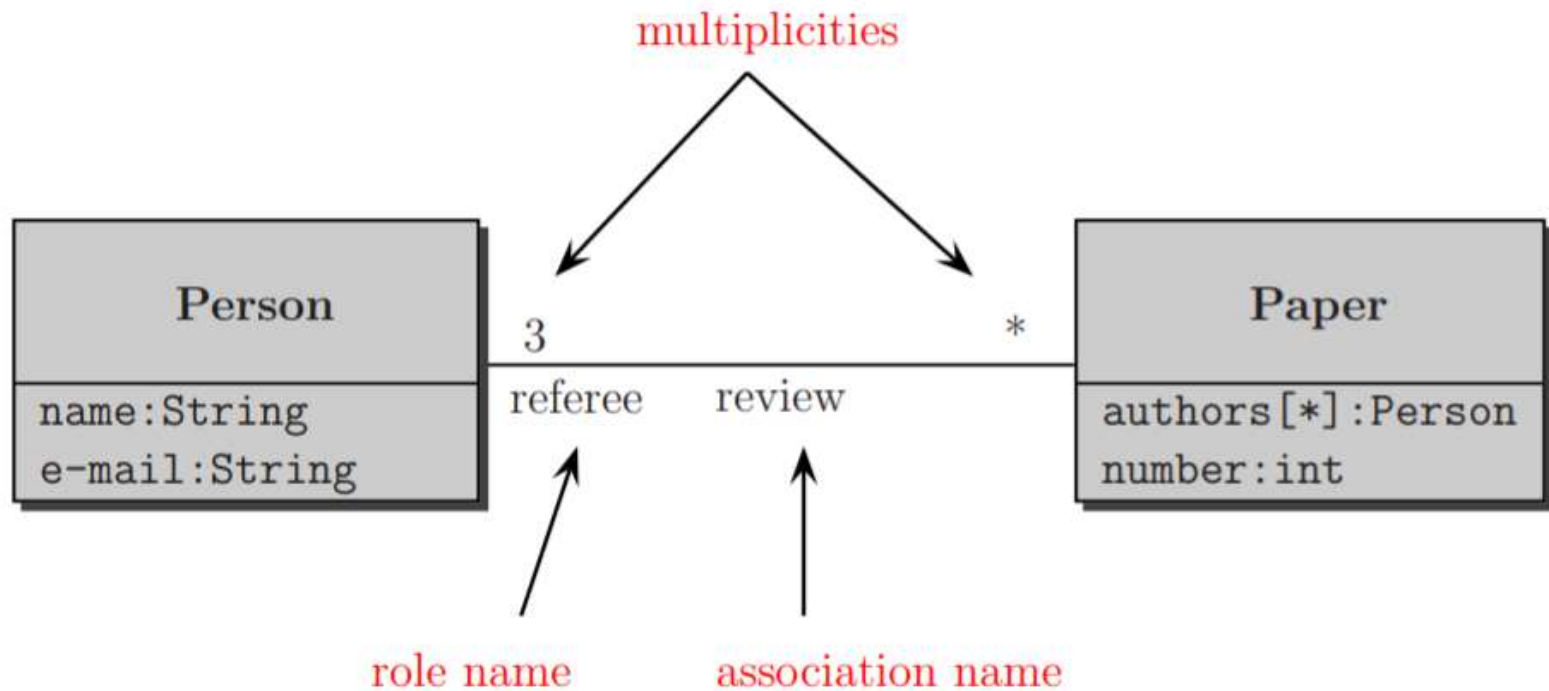 multiplicities
Person
3
*
Paper
referee
review
name:String
e-mail:String
authors[*]:Person
number:int
role name
association name